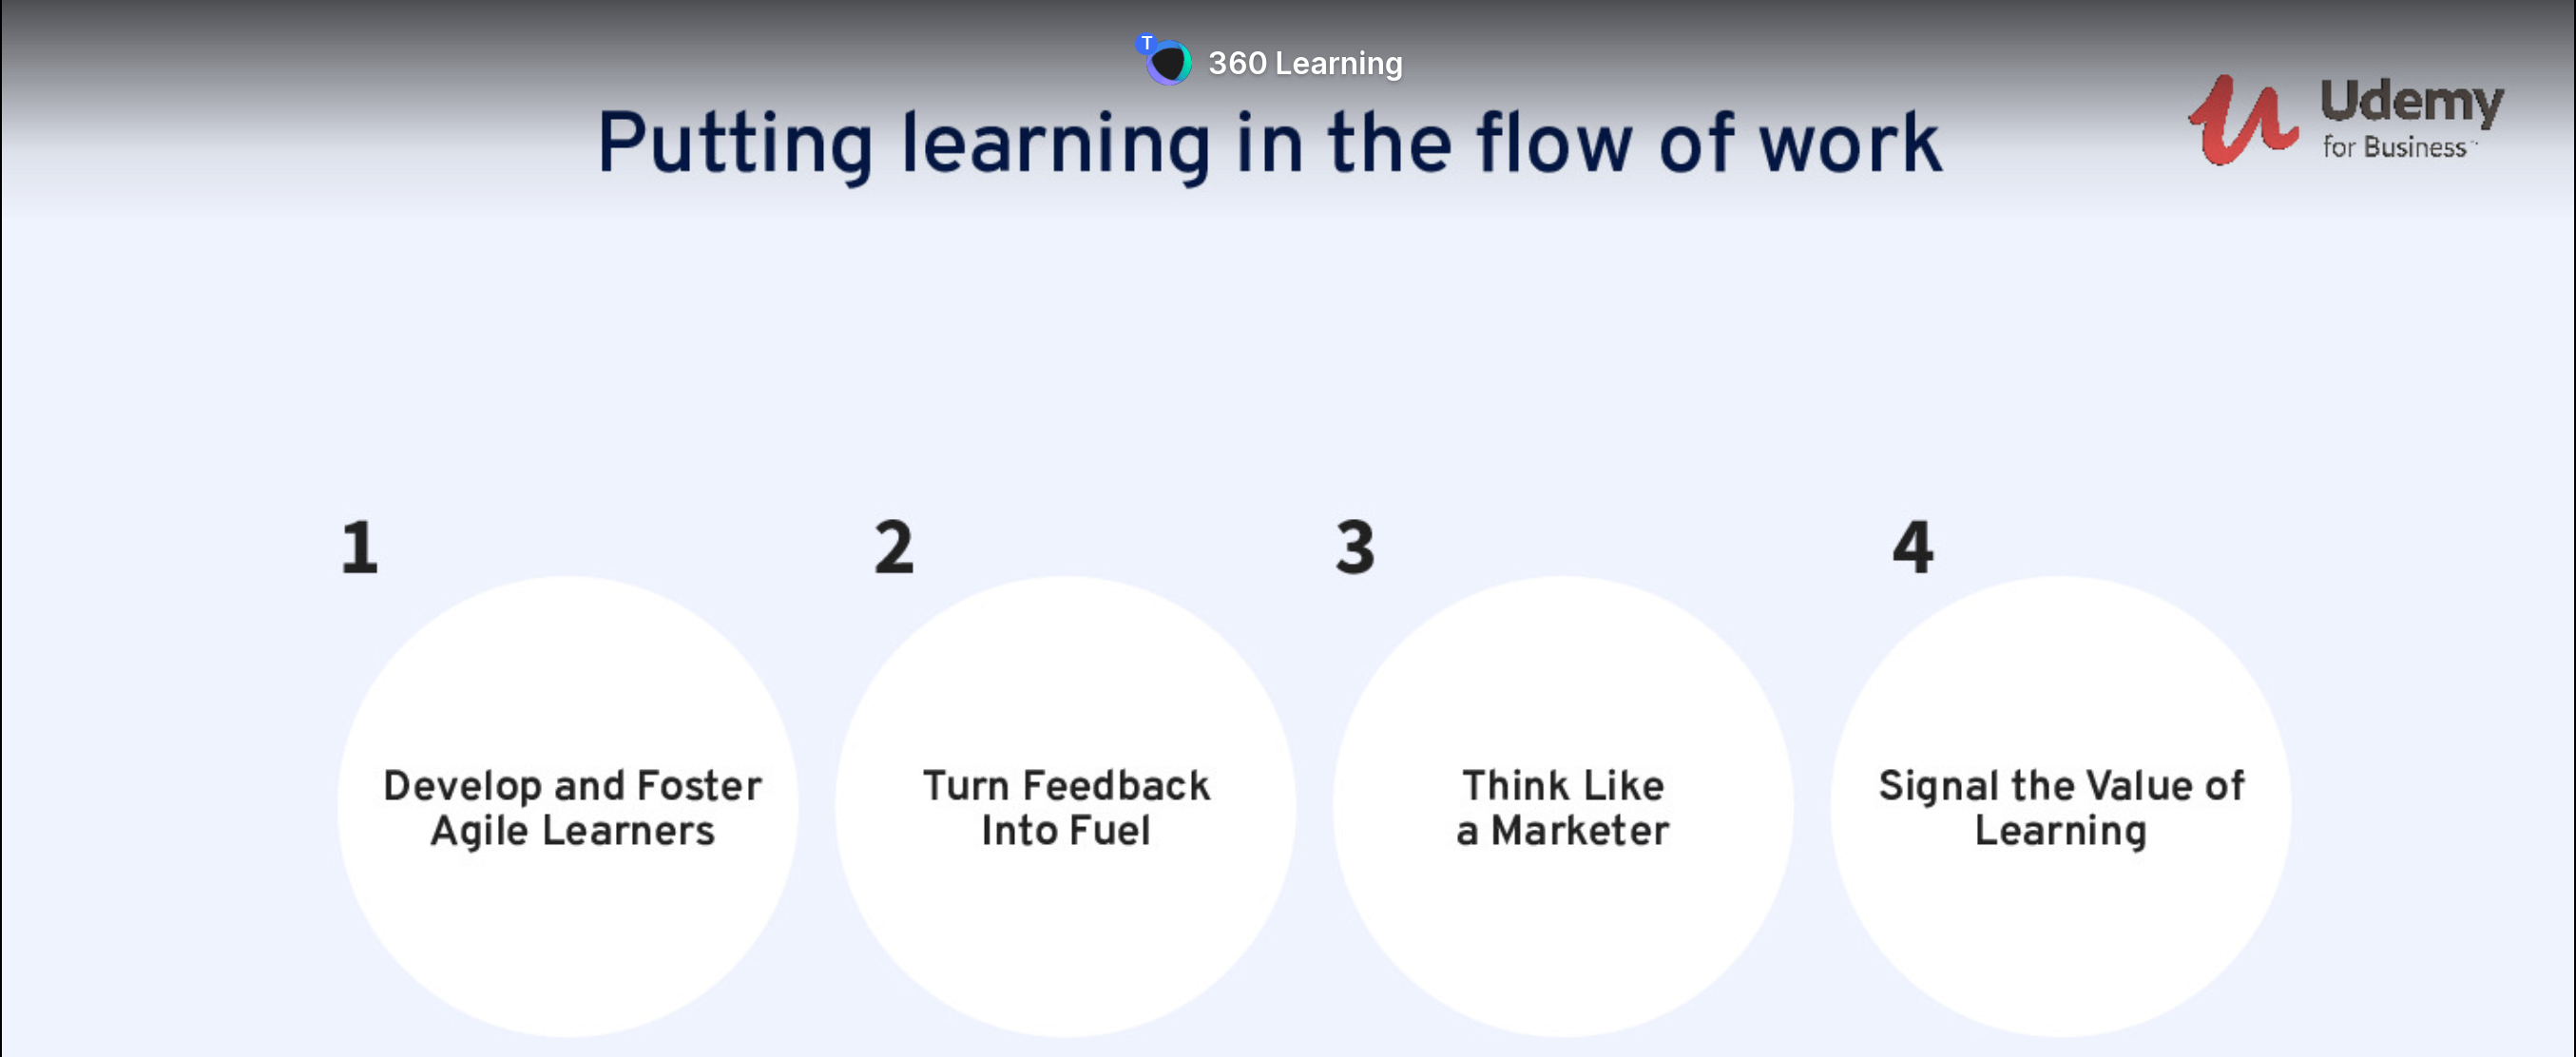 T
360 Learning
Putting learning in the flow of work
Udemy
for Business
1
2
3
4
Develop and Foster
Agile Learners
Turn Feedback
Into Fuel
Think Like
a Marketer
Signal the Value of
Learning